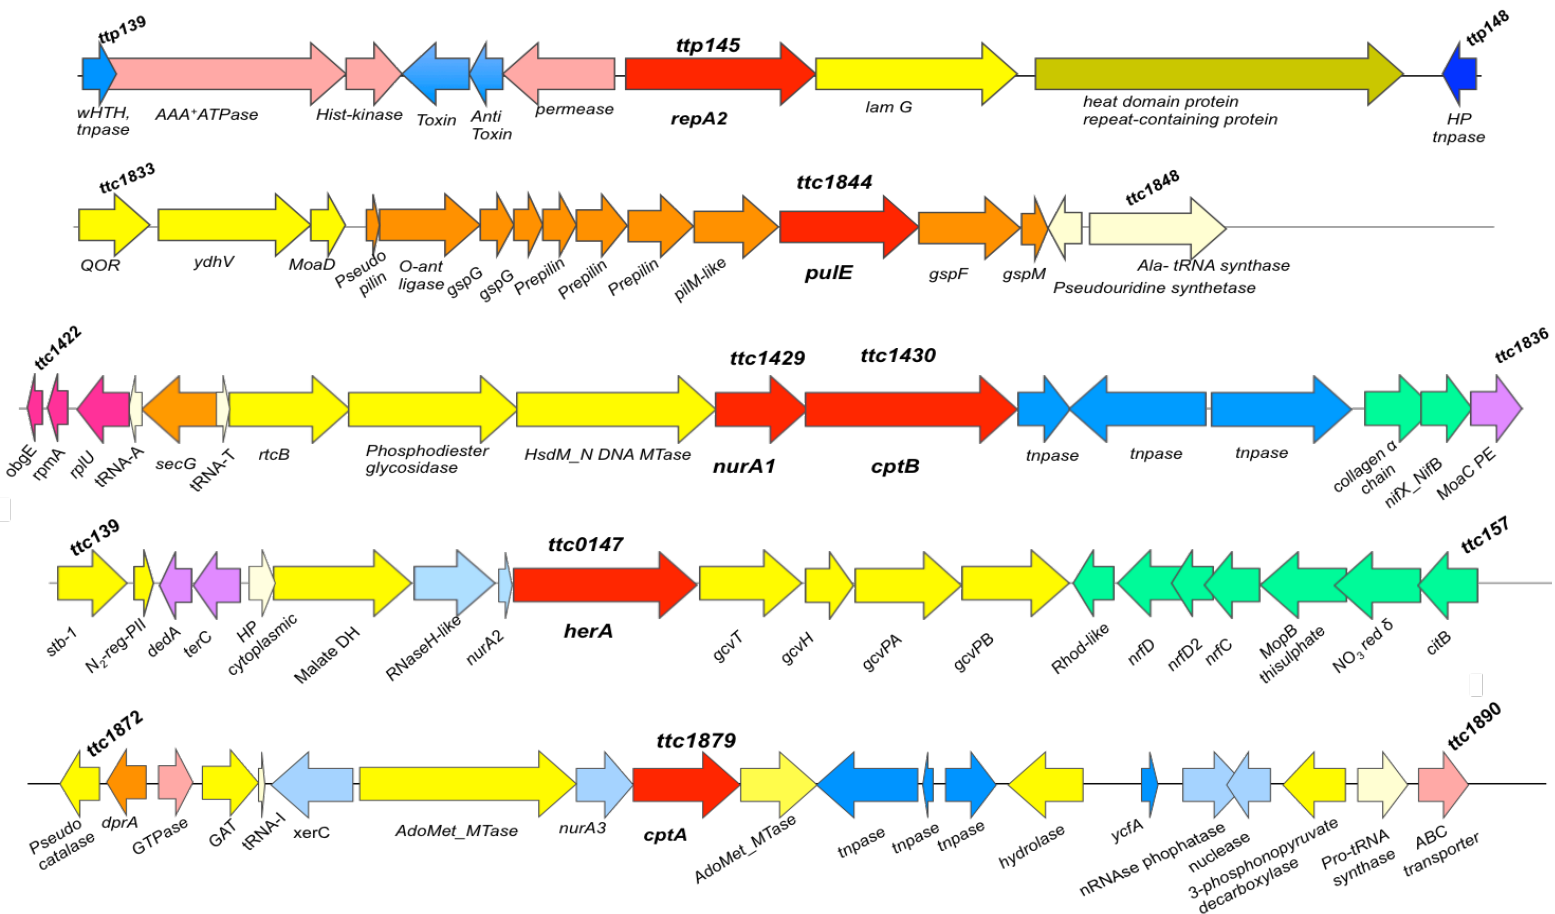 ttp139
ttp145
ttp148
wHTH,
tnpase
AAA+ATPase
Hist-kinase
Toxin
Anti
Toxin
permease
repA2
lam G
heat domain protein
repeat-containing protein
HP
tnpase
ttc1833
ttc1844
ttc1848
QOR
ydhV
MoaD
Pseudo
pilin
O-ant
ligase
gspG
gspG
Prepilin
Prepilin
Prepilin
pilM-like
pulE
gspF
gspM
Ala- tRNA synthase
Pseudouridine synthetase
ttc1422
ttc1429
ttc1430
ttc1836
obgE
rpmA
rplU
tRNA-A
secG
tRNA-T
rtcB
Phosphodiester
glycosidase
HsdM_N DNA MTase
nurA1
cptB
tnpase
tnpase
tnpase
collagen α
chain
nifX_NifB
MoaC PE
ttc139
ttc0147
ttc157
stb-1
N2-reg-PII
dedA
terC
HP
cytoplasmic
Malate DH
RNaseH-like
nurA2
herA
gcvT
gcvH
gcvPA
gcvPB
Rhod-like
nrfD
nrfD2
nrfC
MopB
thisulphate
NO3 red δ
citB
ttc1872
ttc1879
ttc1890
Pseudo
catalase
dprA
GTPase
GAT
tRNA-I
xerC
AdoMet_MTase
nurA3
cptA
AdoMet_MTase
tnpase
tnpase
tnpase
hydrolase
ycfA
nRNAse phophatase
nuclease
3-phosphonopyruvate
decarboxylase
Pro-tRNA
synthase
ABC
transporter